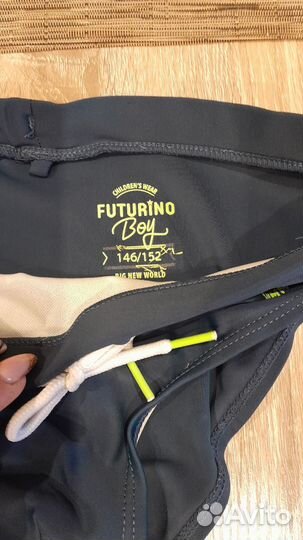 CHILDREN'S WEAR
FUTURINO
Boy
146/152
BIG NEW WORLD
Avito